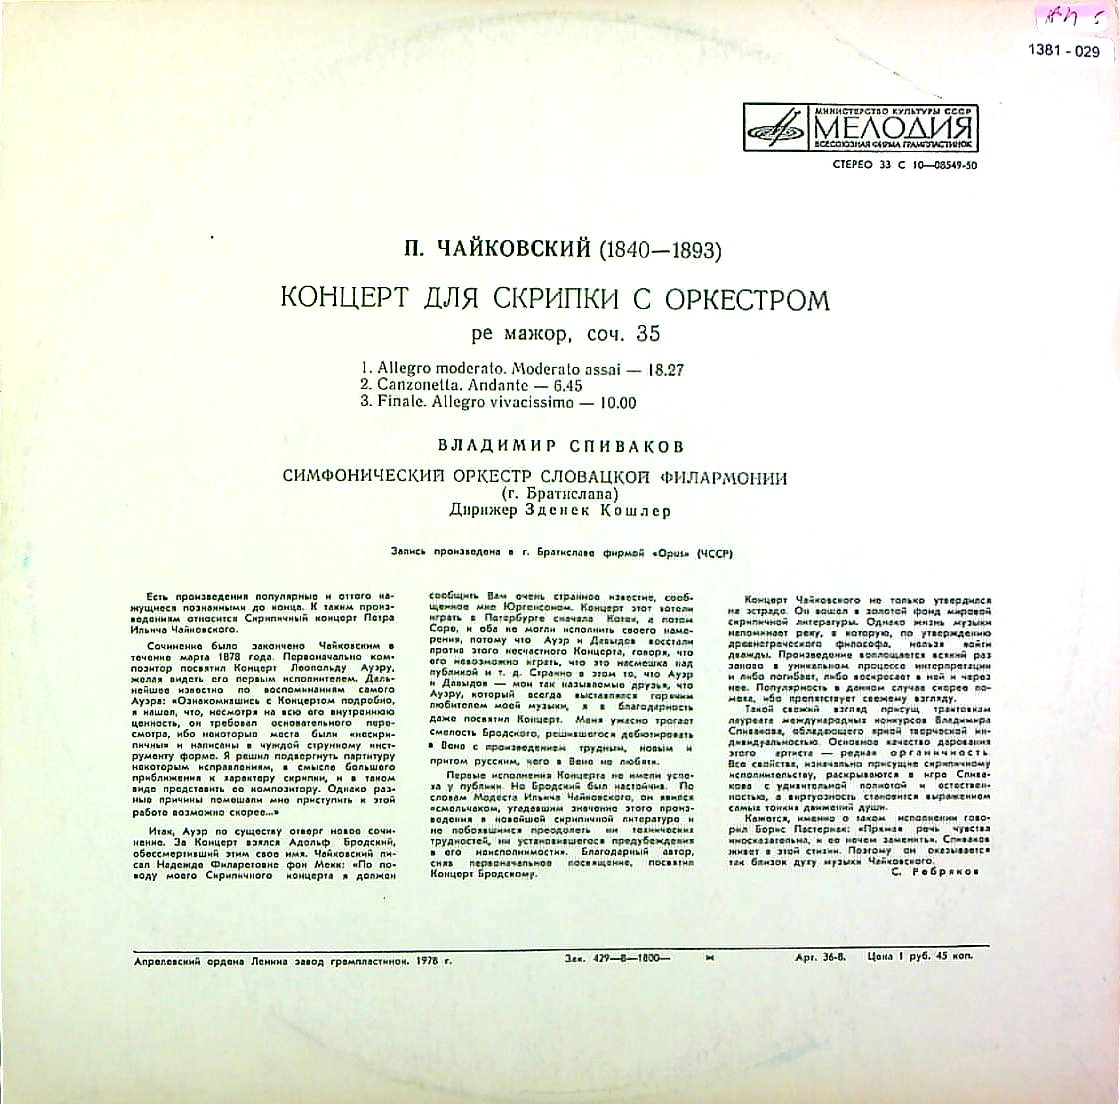 1381 - 029
МИНИСТЕРСТВО КУЛЬТУРЫ СССР
МЕЛОДИЯ
ВСЕСОЮЗНАЯ ФИРМА ГРАМПЛАСТИНОК
СТЕРЕО 33 С 10—08549-50
П. ЧАЙКОВСКИЙ (1840—1893)
КОНЦЕРТ ДЛЯ СКРИПКИ С ОРКЕСТРОМ
ре мажор, соч. 35
1. Allegro moderato. Moderato assai — 18.27
2. Canzonetta. Andante — 6.45
3. Finale. Allegro vivacissimo — 10.00
ВЛАДИМИР СПИВАКОВ
СИМФОНИЧЕСКИЙ ОРКЕСТР СЛОВАЦКОЙ ФИЛАРМОНИИ
(г. Братислава)
Дирижер Зденек Кошлер
Запись произведена в г. Братиславе фирмой «Opus» (ЧССР)
Есть произведения популярные и оттого ка-
жущиеся познанными до конца. К таким произ-
ведениям относится Скрипичный концерт Петра
Ильича Чайковского.
Сочинение было закончено Чайковским в
течение марта 1878 года. Первоначально ком-
позитор посвятил Концерт Леопольду Ауэру,
желая видеть его первым исполнителем. Даль-
нейшее известно по воспоминаниям самого
Ауэра: «Ознакомившись с Концертом подробно,
я нашел, что, несмотря на всю его внутреннюю
ценность, он требовал основательного пере-
смотра, ибо некоторые места были «нескри-
пичны» и написаны в чуждой струнному инст-
рументу форме. Я решил подвергнуть партитуру
некоторым исправлениям, в смысле большего
приближения к характеру скрипки, и в таком
виде представить ее композитору. Однако раз-
ные причины помешали мне приступить к этой
работе возможно скорее...»
Итак, Ауэр по существу отверг новое сочи-
нение. За Концерт взялся Адольф Бродский,
обессмертивший этим свое имя. Чайковский пи-
сал Надежде Филаретовне фон Мекк: «По по-
воду моего Скрипичного концерта я должен
сообщить Вам очень странное известие, сооб-
щенное мне Юргенсоном. Концерт этот хотели
играть в Петербурге сначала Котек, а потом
Соре, и оба не могли исполнить своего наме-
рения, потому что Ауэр и Давыдов восстали
против этого несчастного Концерта, говоря, что
его невозможно играть, что это насмешка над
публикой и т. д. Странно в этом то, что Ауэр
и Давыдов — мои так называемые друзья, что
Ауэру, который всегда выставлялся горячим
любителем моей музыки, я в благодарность
даже посвятил Концерт. Меня ужасно трогает
смелость Бродского, решившегося дебютировать
в Вене с произведением трудным, новым и
притом русским, чего в Вене не любят».
Первые исполнения Концерта не имели успе-
ха у публики. Но Бродский был настойчив. По
словам Модеста Ильича Чайковского, он явился
«смельчаком, угадавшим значение этого произ-
ведения в новейшей скрипичной литературе и
не побоявшимся преодолеть ни технических
трудностей, ни установившегося предубеждения
в его неисполнимости». Благодарный автор,
сняв первоначальное посвящение, посвятил
Концерт Бродскому.
Концерт Чайковского не только утвердился
на эстраде. Он вошел в золотой фонд мировой
скрипичной литературы. Однако жизнь музыки
напоминает реку, в которую, по утверждению
древнегреческого философа, нельзя войти
дважды. Произведение воплощается всякий раз
заново в уникальном процессе интерпретации
и либо погибает, либо воскресает в ней и через
нее. Популярность в данном случае скорее по-
меха, ибо препятствует свежему взгляду.
Такой свежий взгляд присущ трактовкам
лауреата международных конкурсов Владимира
Спивакова, обладающего яркой творческой ин-
дивидуальностью. Основное качество дарования
этого артиста — редкая органичность.
Все свойства, изначально присущие скрипичному
исполнительству, раскрываются в игре Спива-
кова с удивительной полнотой и естествен-
ностью, а виртуозность становится выражением
самых тонких движений души.
Кажется, именно о таком исполнении гово-
рил Борис Пастернак: «Прямая речь чувства
иносказательна, и ее нечем заменить». Спиваков
живет в этой стихии. Поэтому он оказывается
так близок духу музыки Чайковского.
С. Ребряков
Апрелевский ордена Ленина завод грампластинок. 1978 г.
Зак. 429—8—1800—
Арт. 36-8. Цена 1 руб. 45 коп.